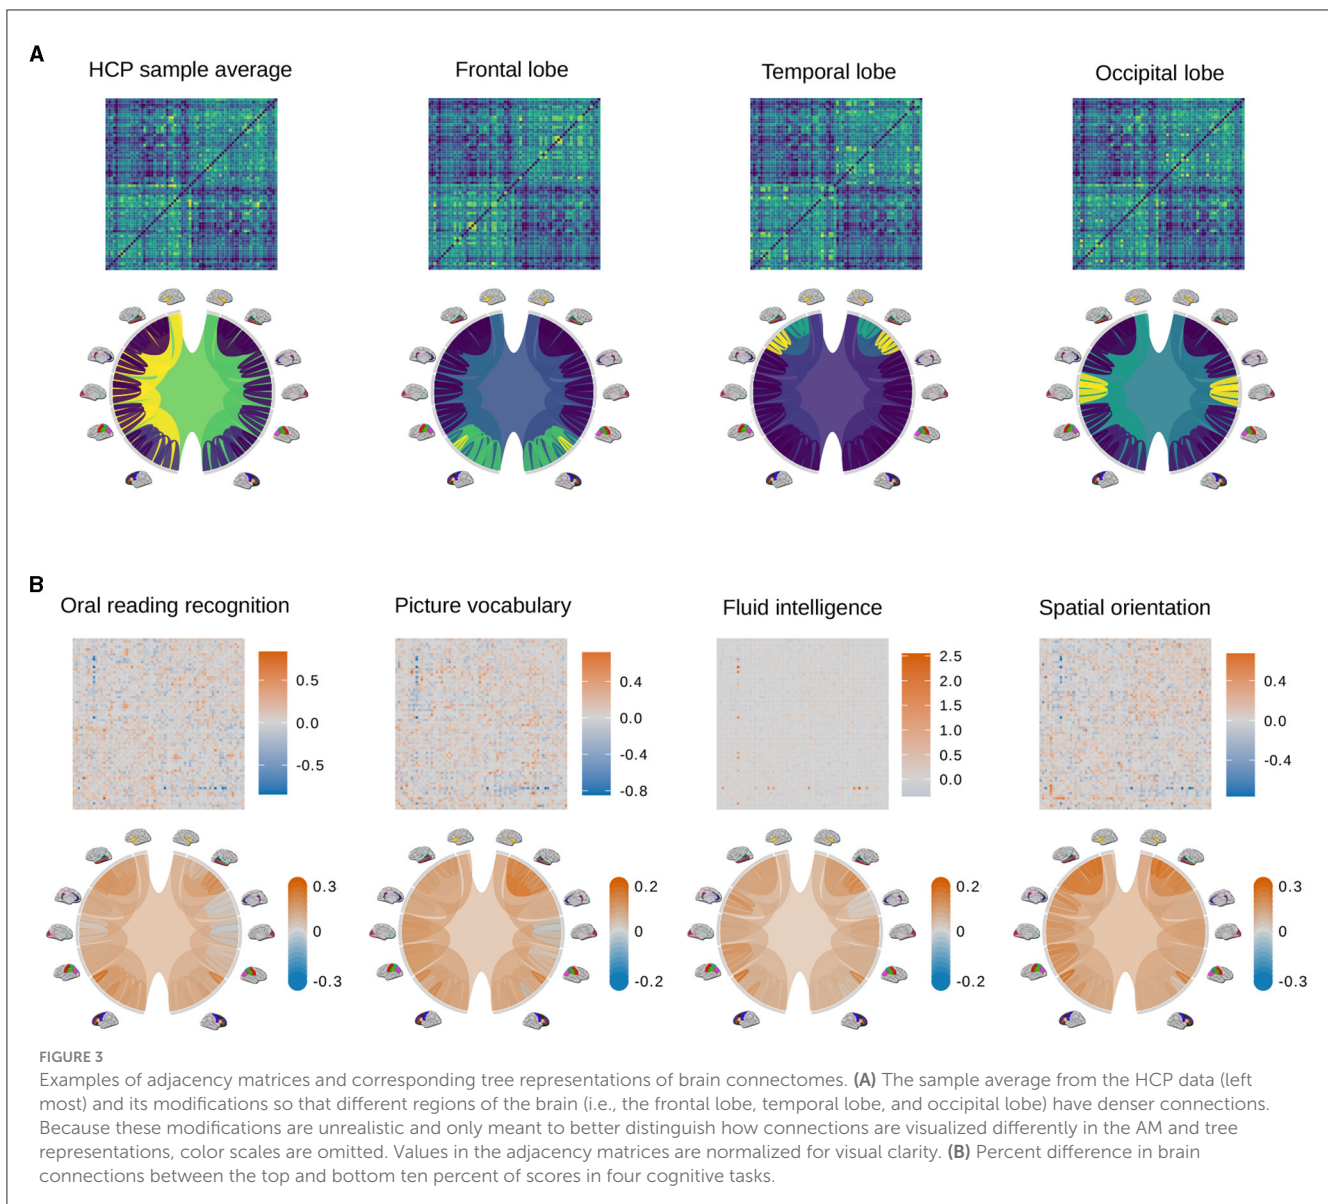 A
HCP sample average
Frontal lobe
Temporal lobe
Occipital lobe
B
Oral reading recognition
Picture vocabulary
Fluid intelligence
Spatial orientation
0.5
0.0
-0.5
0.4
0.0
-0.4
-0.8
2.5
2.0
1.5
1.0
0.5
0.0
0.4
0.0
-0.4
0.3
0
-0.3
0.2
0
-0.2
0.2
0
-0.2
0.3
0
-0.3
FIGURE 3
Examples of adjacency matrices and corresponding tree representations of brain connectomes. (A) The sample average from the HCP data (left
most) and its modifications so that different regions of the brain (i.e., the frontal lobe, temporal lobe, and occipital lobe) have denser connections.
Because these modifications are unrealistic and only meant to better distinguish how connections are visualized differently in the AM and tree
representations, color scales are omitted. Values in the adjacency matrices are normalized for visual clarity. (B) Percent difference in brain
connections between the top and bottom ten percent of scores in four cognitive tasks.